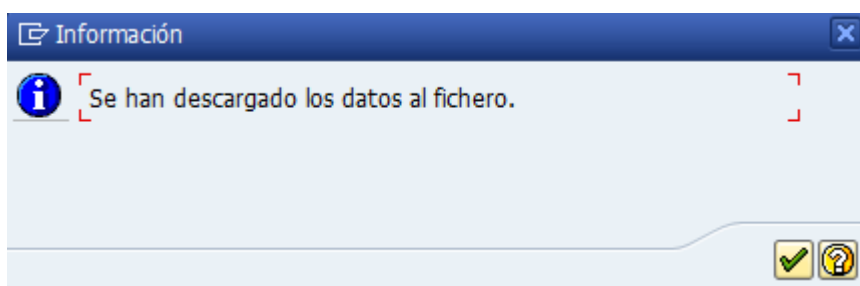 Información
Se han descargado los datos al fichero.